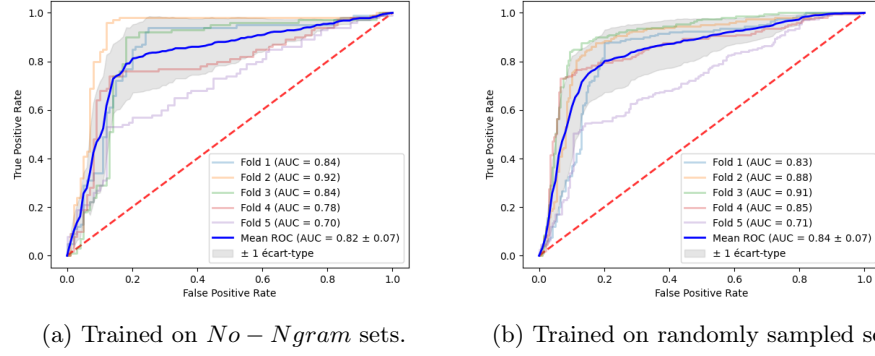 1.0
0.8
0.6
0.4
0.2
0.0
True Positive Rate
Fold 1 (AUC = 0.84)
Fold 2 (AUC = 0.92)
Fold 3 (AUC = 0.84)
Fold 4 (AUC = 0.78)
Fold 5 (AUC = 0.70)
Mean ROC (AUC = 0.82 ± 0.07)
± 1 écart-type
0.0 0.2 0.4 0.6 0.8 1.0
False Positive Rate
(a) Trained on No − Ngram sets.
1.0
0.8
0.6
0.4
0.2
0.0
True Positive Rate
Fold 1 (AUC = 0.83)
Fold 2 (AUC = 0.88)
Fold 3 (AUC = 0.91)
Fold 4 (AUC = 0.85)
Fold 5 (AUC = 0.71)
Mean ROC (AUC = 0.84 ± 0.07)
± 1 écart-type
0.0 0.2 0.4 0.6 0.8 1.0
False Positive Rate
(b) Trained on randomly sampled